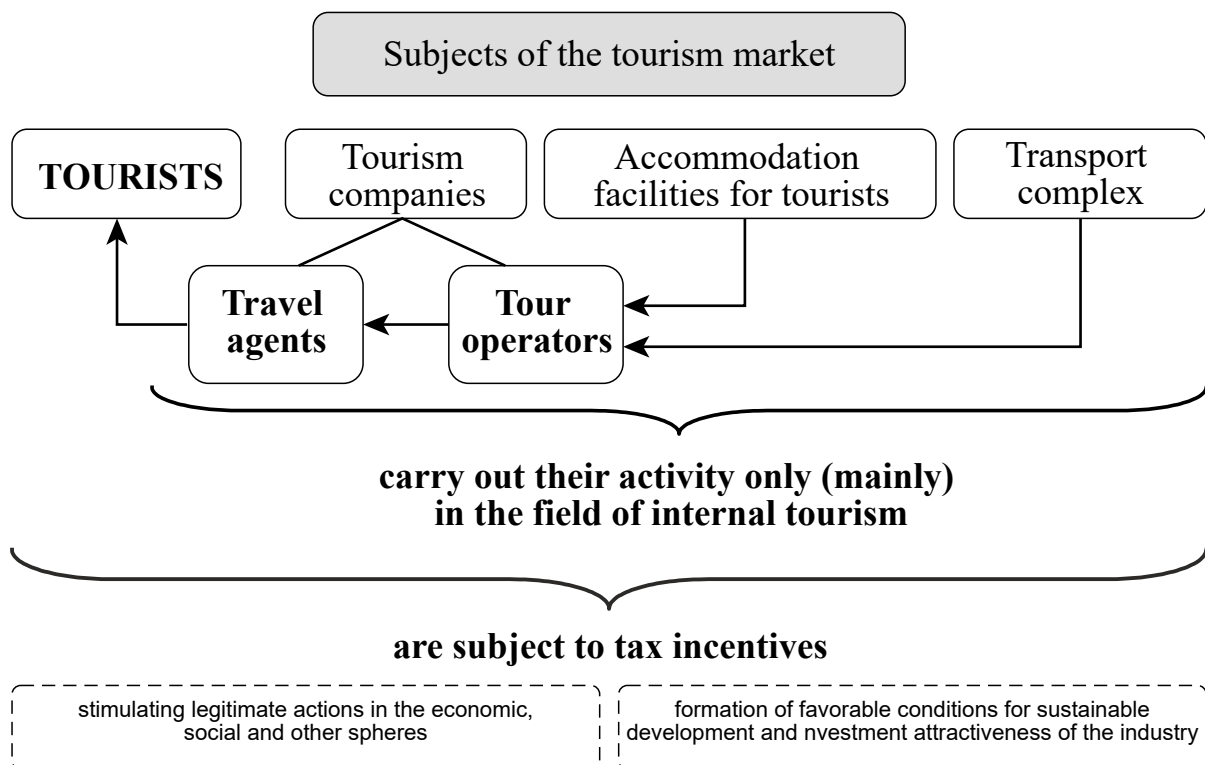 Subjects of the tourism market
TOURISTS
Tourism
companies
Accommodation
facilities for tourists
Transport
complex
Travel
agents
Tour
operators
carry out their activity only (mainly)
in the field of internal tourism
are subject to tax incentives
stimulating legitimate actions in the economic,
social and other spheres
formation of favorable conditions for sustainable
development and nvestment attractiveness of the industry